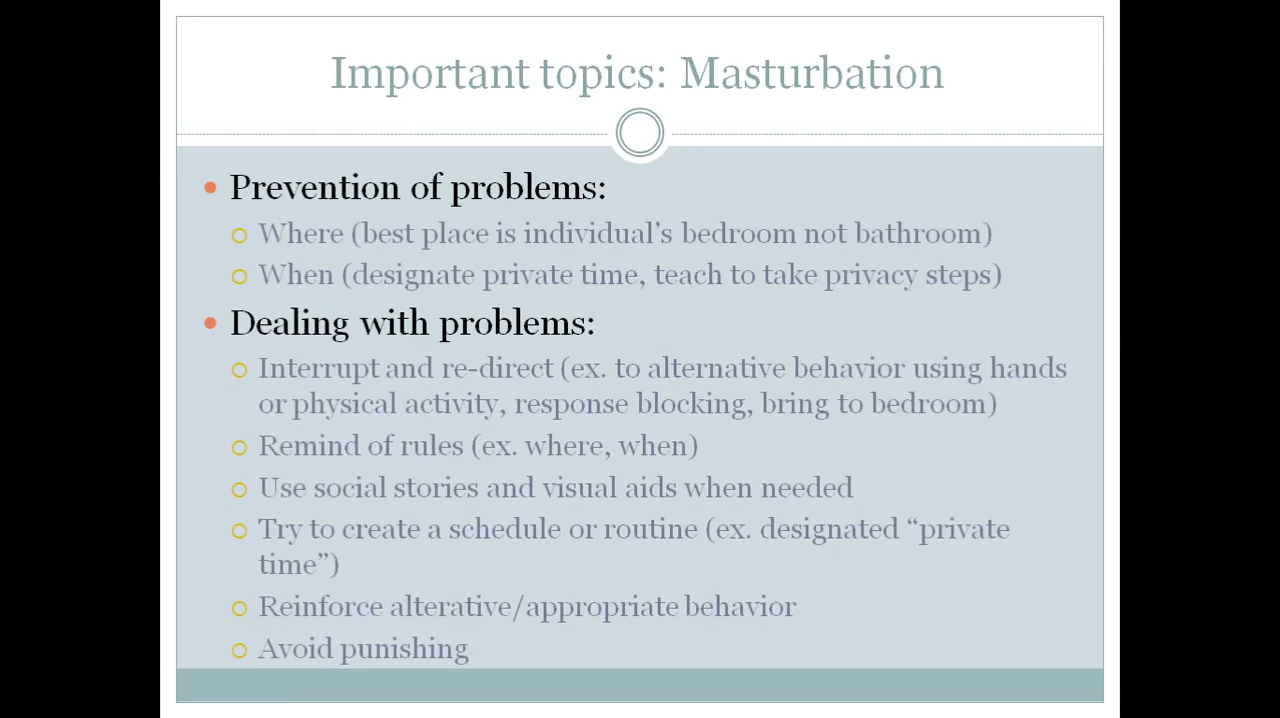 Important topics: Masturbation
Prevention of problems:
Where (best place is individual's bedroom not bathroom)
When (designate private time, teach to take privacy steps)
Dealing with problems:
Interrupt and re-direct (ex. to alternative behavior using hands
or physical activity, response blocking, bring to bedroom)
Remind of rules (ex. where, when)
Use social stories and visual aids when needed
Try to create a schedule or routine (ex. designated “private
time”)
Reinforce alterative/appropriate behavior
Avoid punishing